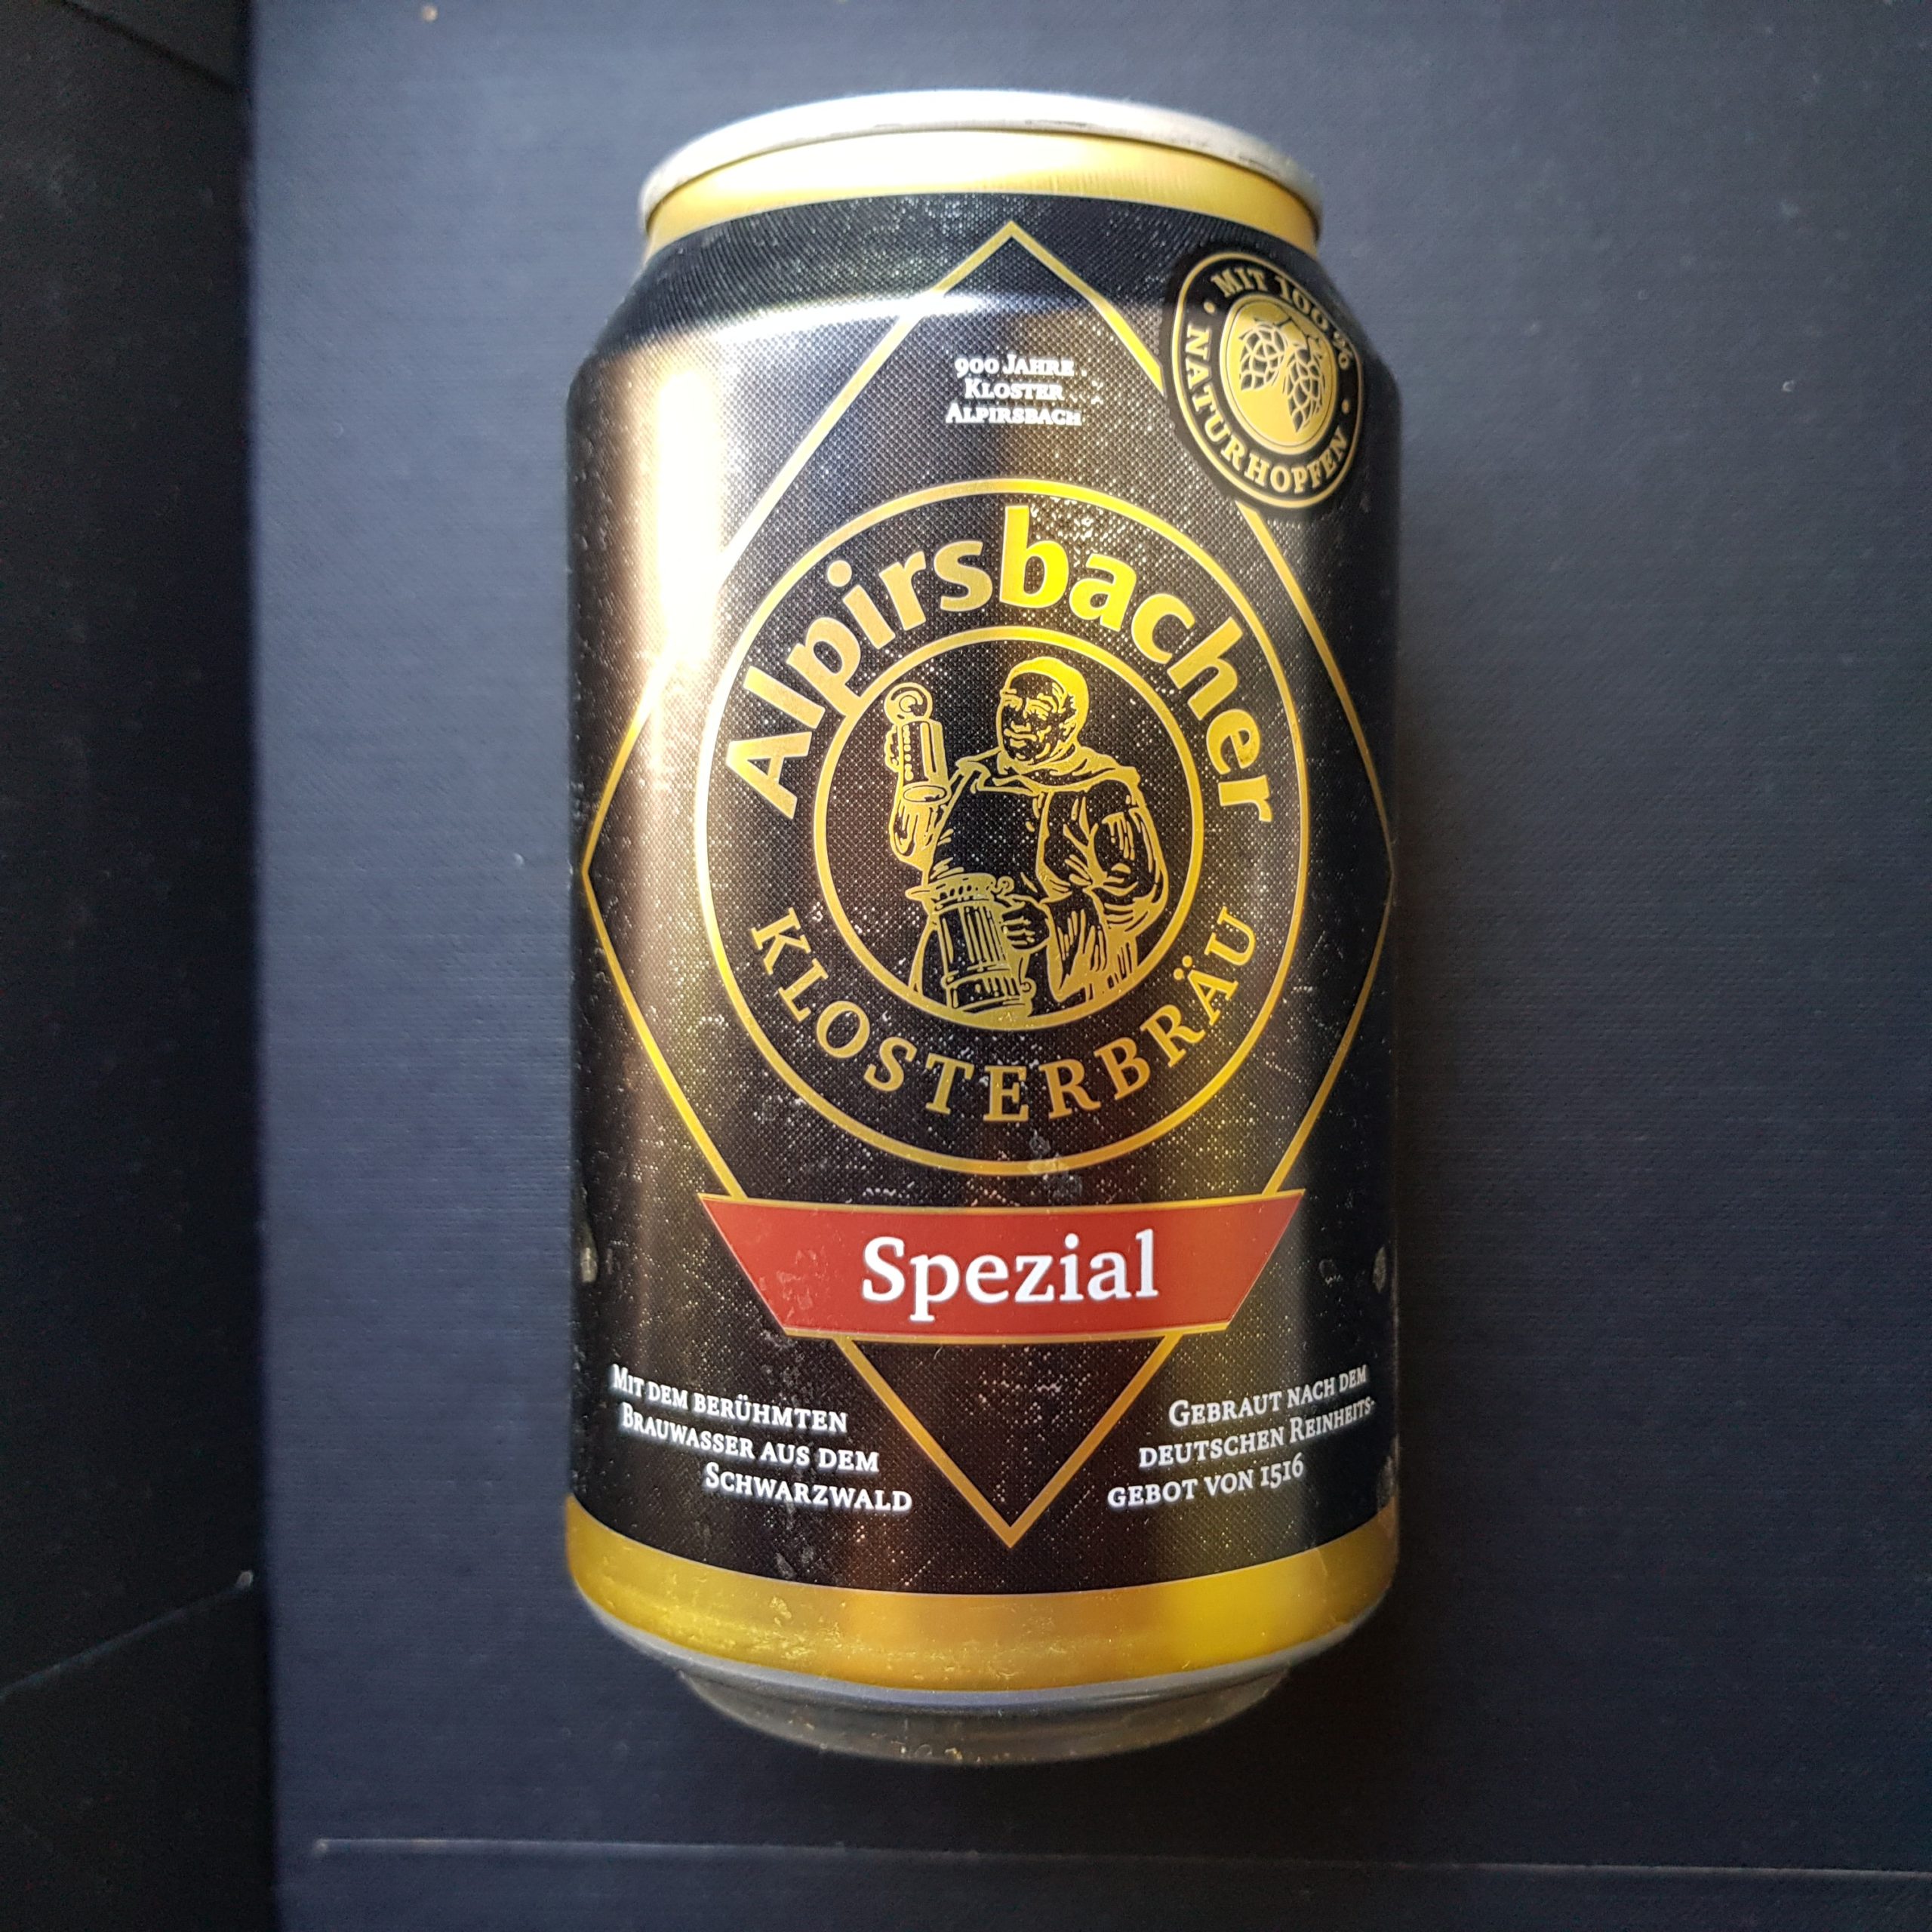 900 Jahre
Kloster
Alpirsbach
MIT 100 %
NATURHOPFEN
Alpirsbacher
KLOSTERBRÄU
Spezial
Mit dem berühmten
Brauwasser aus dem
Schwarzwald
Gebraut nach dem
deutschen Reinheits-
gebot von 1516